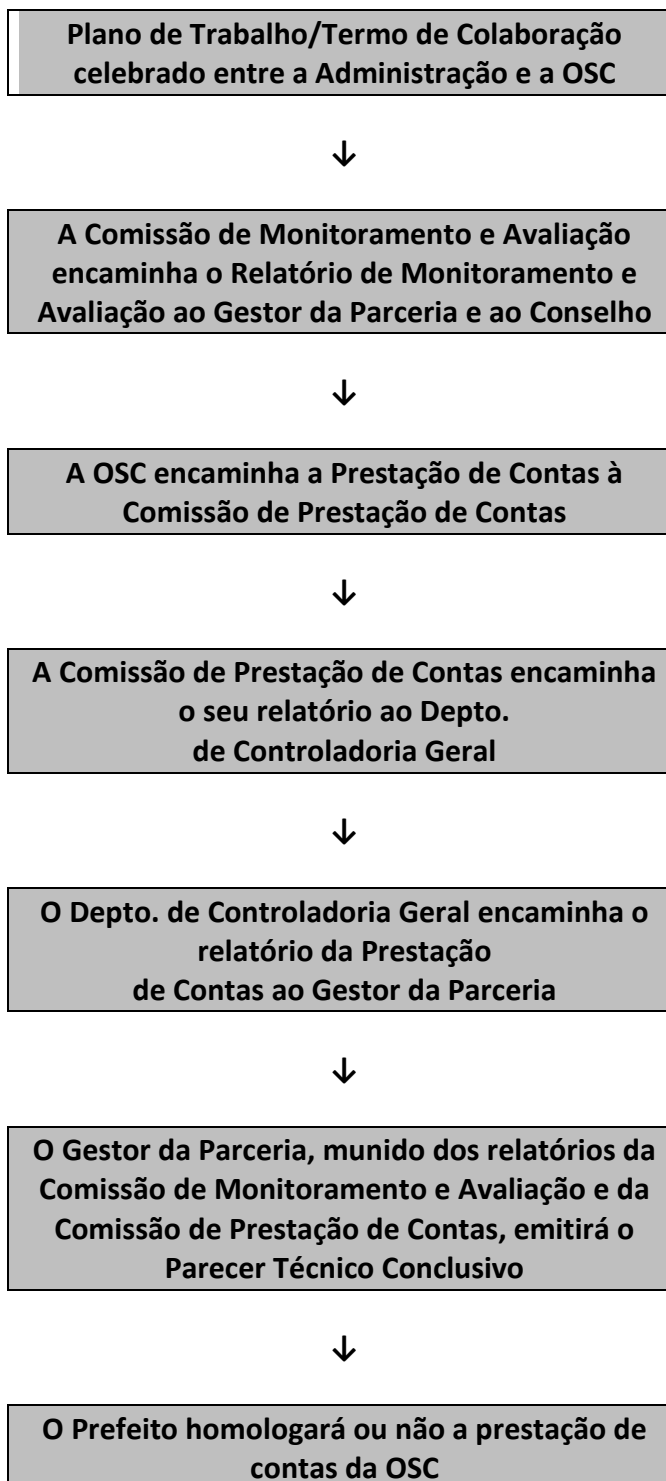 Plano de Trabalho/Termo de Colaboração
celebrado entre a Administração e a OSC
↓
A Comissão de Monitoramento e Avaliação
encaminha o Relatório de Monitoramento e
Avaliação ao Gestor da Parceria e ao Conselho
↓
A OSC encaminha a Prestação de Contas à
Comissão de Prestação de Contas
↓
A Comissão de Prestação de Contas encaminha
o seu relatório ao Depto.
de Controladoria Geral
↓
O Depto. de Controladoria Geral encaminha o
relatório da Prestação
de Contas ao Gestor da Parceria
↓
O Gestor da Parceria, munido dos relatórios da
Comissão de Monitoramento e Avaliação e da
Comissão de Prestação de Contas, emitirá o
Parecer Técnico Conclusivo
↓
O Prefeito homologará ou não a prestação de
contas da OSC